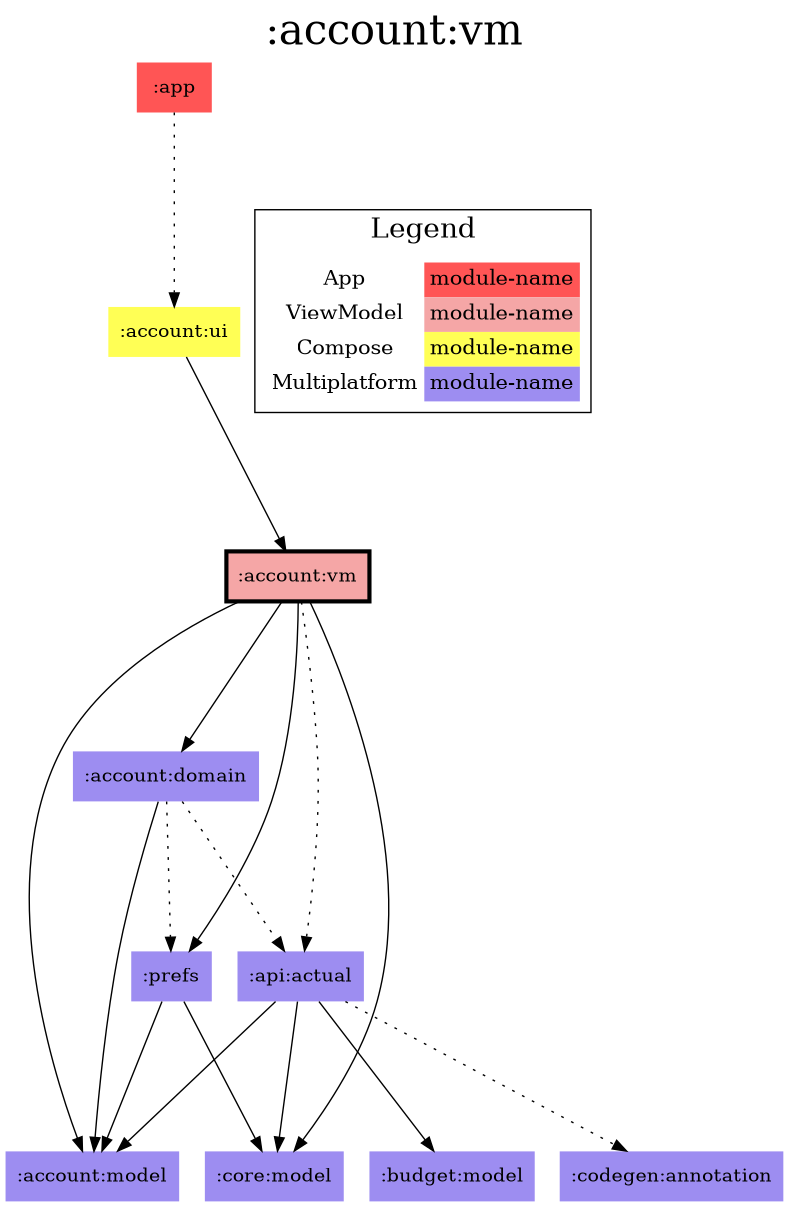 :account:vm
:app
Legend
App module-name
ViewModel module-name
Compose module-name
Multiplatform module-name
:account:ui
:account:vm
:account:domain
:prefs
:api:actual
:account:model
:core:model
:budget:model
:codegen:annotation